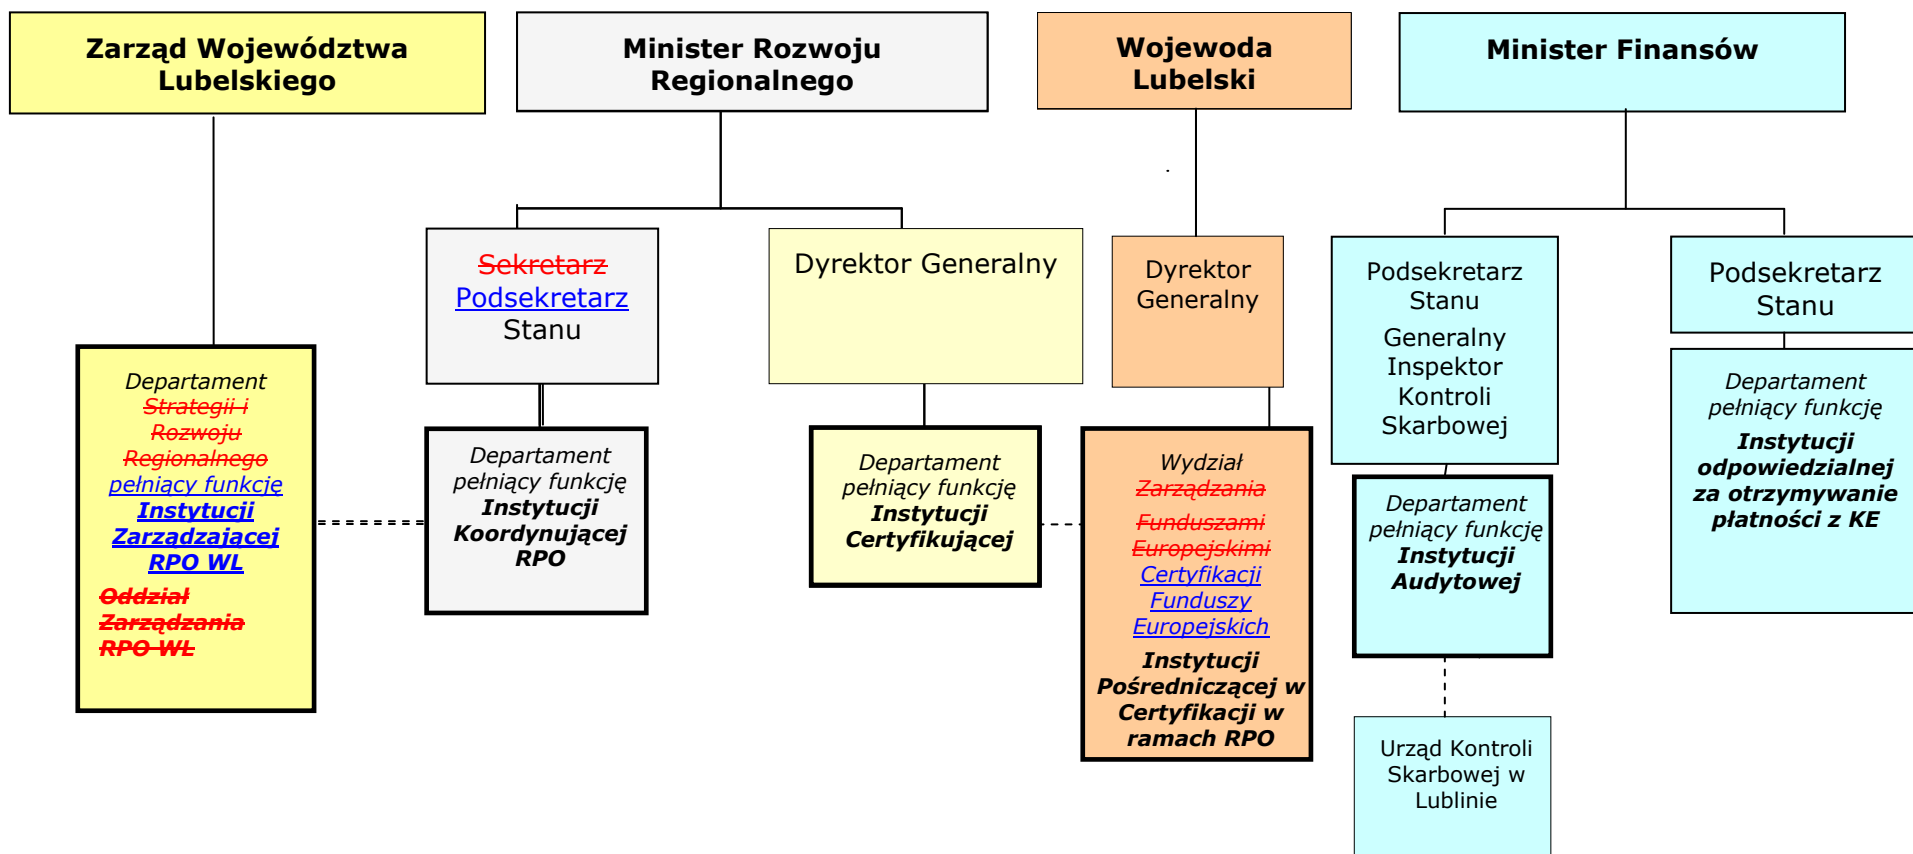 Zarząd Województwa
Lubelskiego
Minister Rozwoju
Regionalnego
Wojewoda
Lubelski
Minister Finansów
Sekretarz
Podsekretarz
Stanu
Dyrektor Generalny
Dyrektor
Generalny
Podsekretarz
Stanu
Generalny
Inspektor
Kontroli
Skarbowej
Podsekretarz
Stanu
Departament
Strategii i
Rozwoju
Regionalnego
pełniący funkcję
Instytucji
Zarządzającej
RPO WL
Oddział
Zarządzania
RPO WL
Departament
pełniący funkcję
Instytucji
Koordynującej
RPO
Departament
pełniący funkcję
Instytucji
Certyfikującej
Wydział
Zarządzania
Funduszami
Europejskimi
Certyfikacji
Funduszy
Europejskich
Instytucji
Pośredniczącej w
Certyfikacji w
ramach RPO
Departament
pełniący funkcję
Instytucji
Audytowej
Departament
pełniący funkcję
Instytucji
odpowiedzialnej
za otrzymywanie
płatności z KE
Urząd Kontroli
Skarbowej w
Lublinie